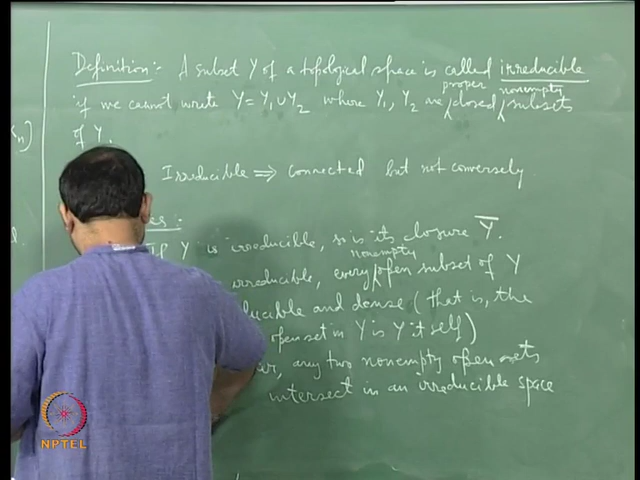 Definition:- A subset Y of a topological space is called irreducible
proper nonempty
if we cannot write Y = Y₁ ∪ Y₂ where Y₁, Y₂ are closed subsets
of Y.
Irreducible ⟹ connected but not conversely
es:
If Y is irreducible, so is its closure Y̅.
nonempty
irreducible, every open subset of Y
ducible and dense (that is, the
open set in Y is Y itself)
ar, any two nonempty open sets
intersect in an irreducible space
n)
NPTEL